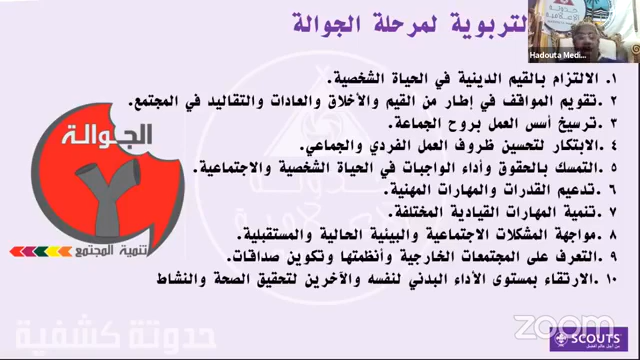 لتربوية لمرحلة الجوالة
Hadouta Medi...
١. الالتزام بالقيم الدينية في الحياة الشخصية.
٢ .تقويم المواقف في إطار من القيم والأخلاق والعادات والتقاليد في المجتمع.
٣ .ترسيخ أسس العمل بروح الجماعة.
٤ .الابتكار لتحسين ظروف العمل الفردي والجماعي.
٥ .التمسك بالحقوق وأداء الواجبات في الحياة الشخصية والاجتماعية.
٦ .تدعيم القدرات والمهارات المهنية.
٧ .تنمية المهارات القيادية المختلفة.
٨ .مواجهة المشكلات الاجتماعية والبيئية الحالية والمستقبلية.
٩ .التعرف على المجتمعات الخارجية وأنظمتها وتكوين صداقات.
١٠ .الارتقاء بمستوى الأداء البدني لنفسه والآخرين لتحقيق الصحة والنشاط
الجوالة
تنمية المجتمع
حدوتة كشفية
zoom
SCOUTS